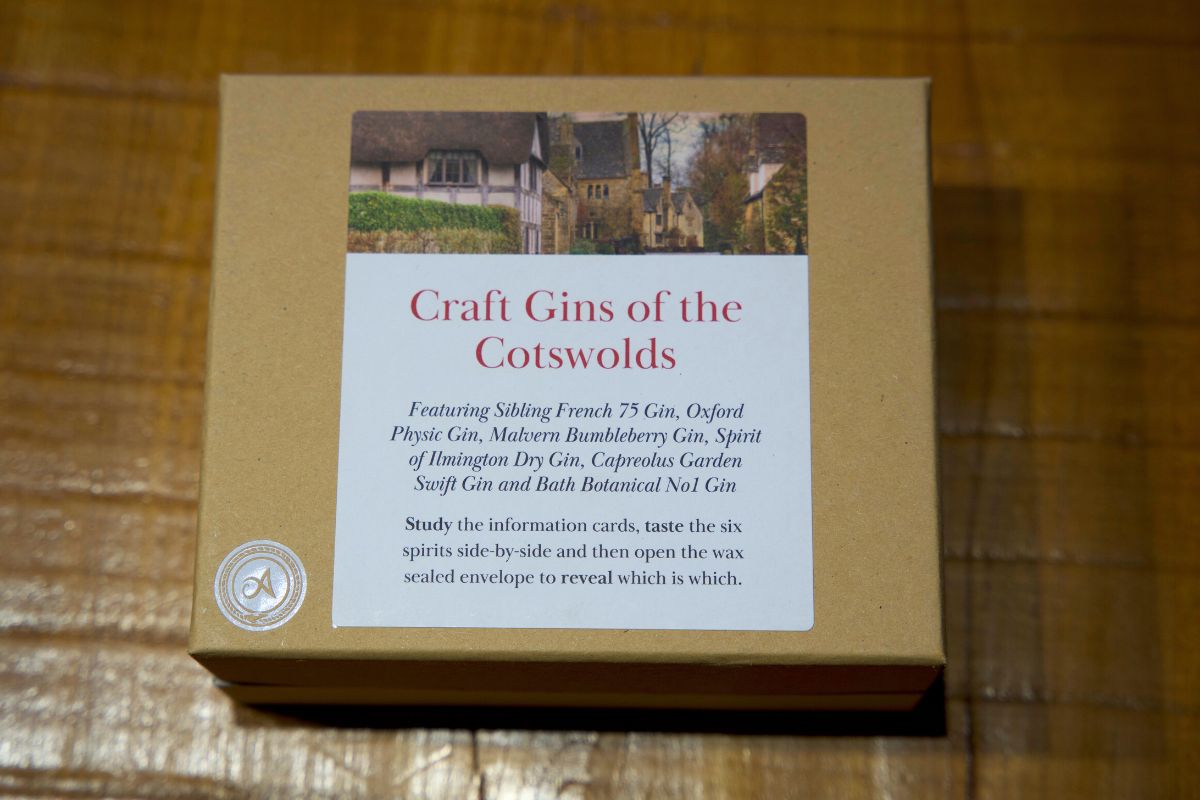 Craft Gins of the
Cotswolds
Featuring Sibling French 75 Gin, Oxford
Physic Gin, Malvern Bumbleberry Gin, Spirit
of Ilmington Dry Gin, Capreolus Garden
Swift Gin and Bath Botanical No1 Gin
Study the information cards, taste the six
spirits side-by-side and then open the wax
sealed envelope to reveal which is which.